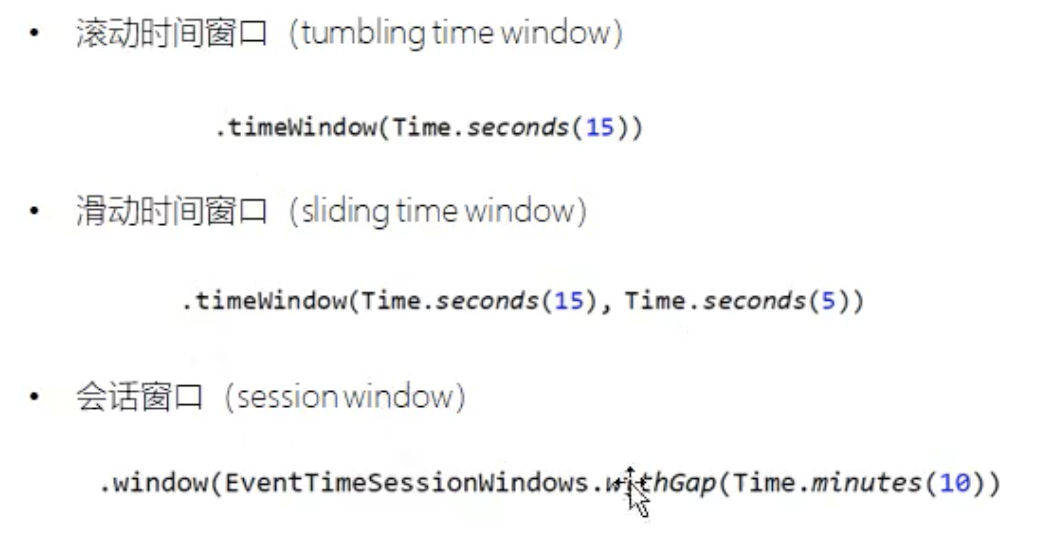 • 滚动时间窗口（tumbling time window）
.timeWindow(Time.seconds(15))
• 滑动时间窗口（sliding time window）
.timeWindow(Time.seconds(15), Time.seconds(5))
• 会话窗口（session window）
.window(EventTimeSessionWindows.withGap(Time.minutes(10))